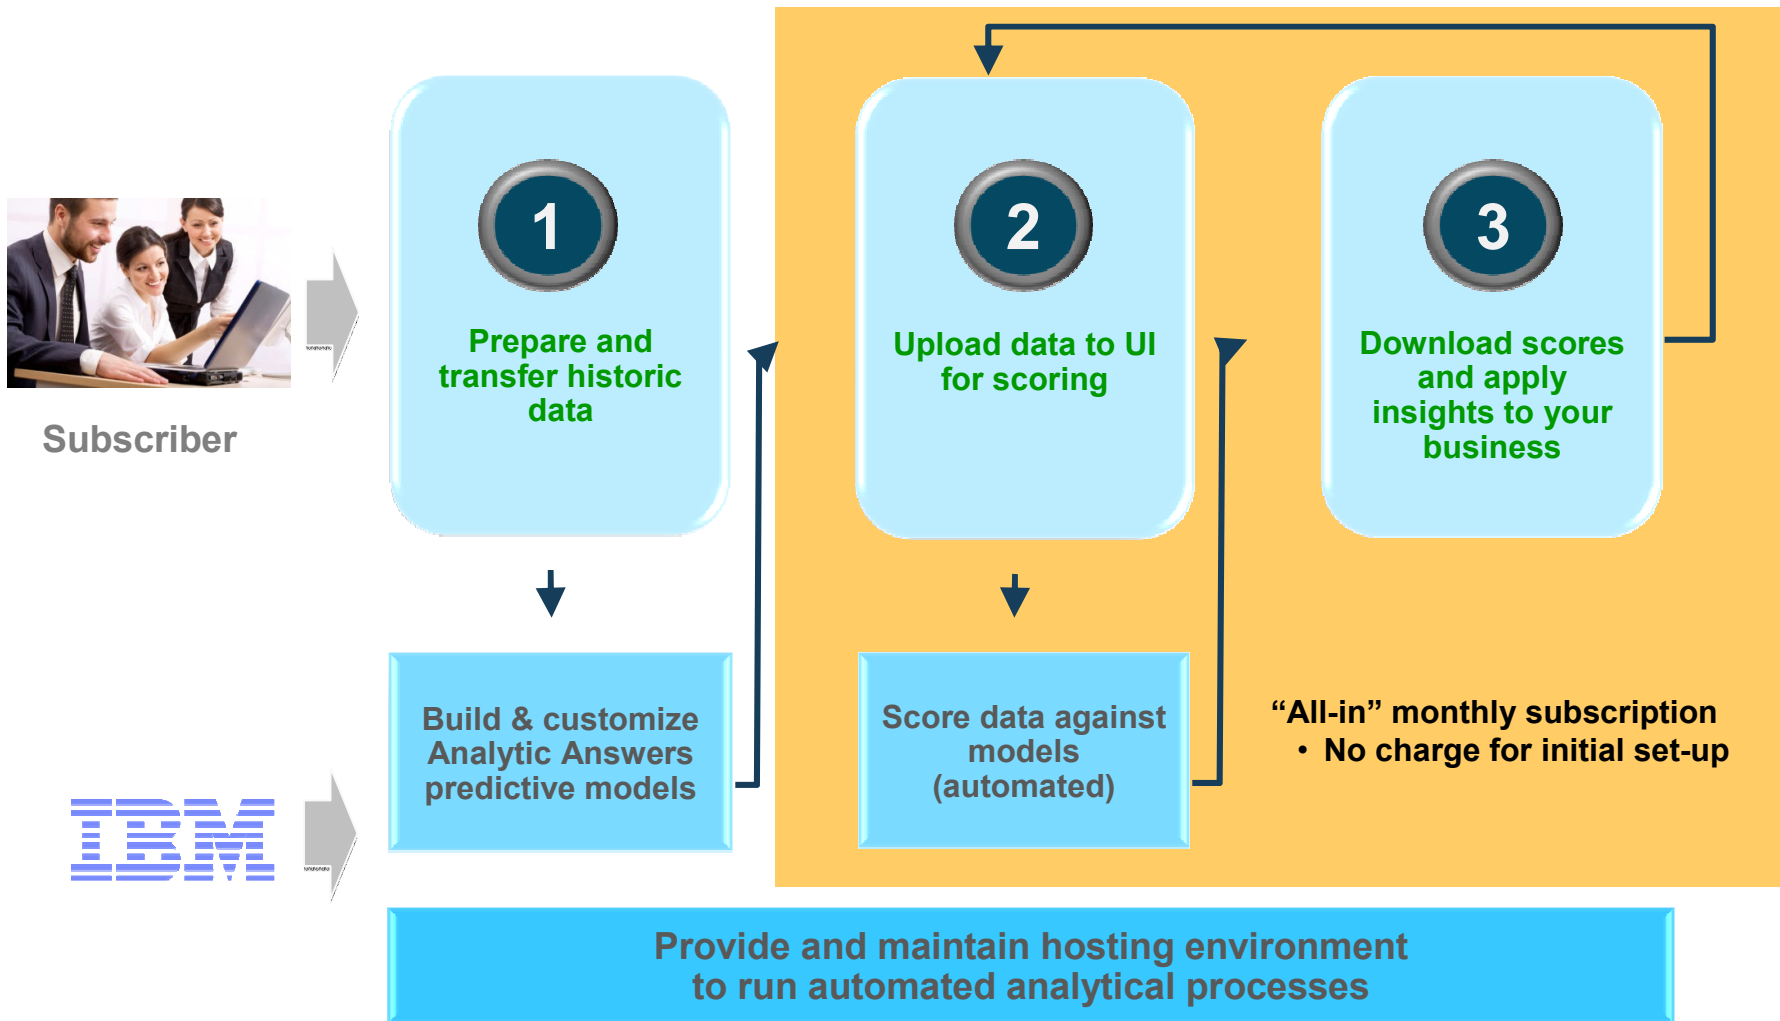 1
Prepare and
transfer historic
data
2
Upload data to UI
for scoring
3
Download scores
and apply
insights to your
business
Subscriber
Build & customize
Analytic Answers
predictive models
Score data against
models
(automated)
“All-in” monthly subscription
• No charge for initial set-up
IBM
Provide and maintain hosting environment
to run automated analytical processes